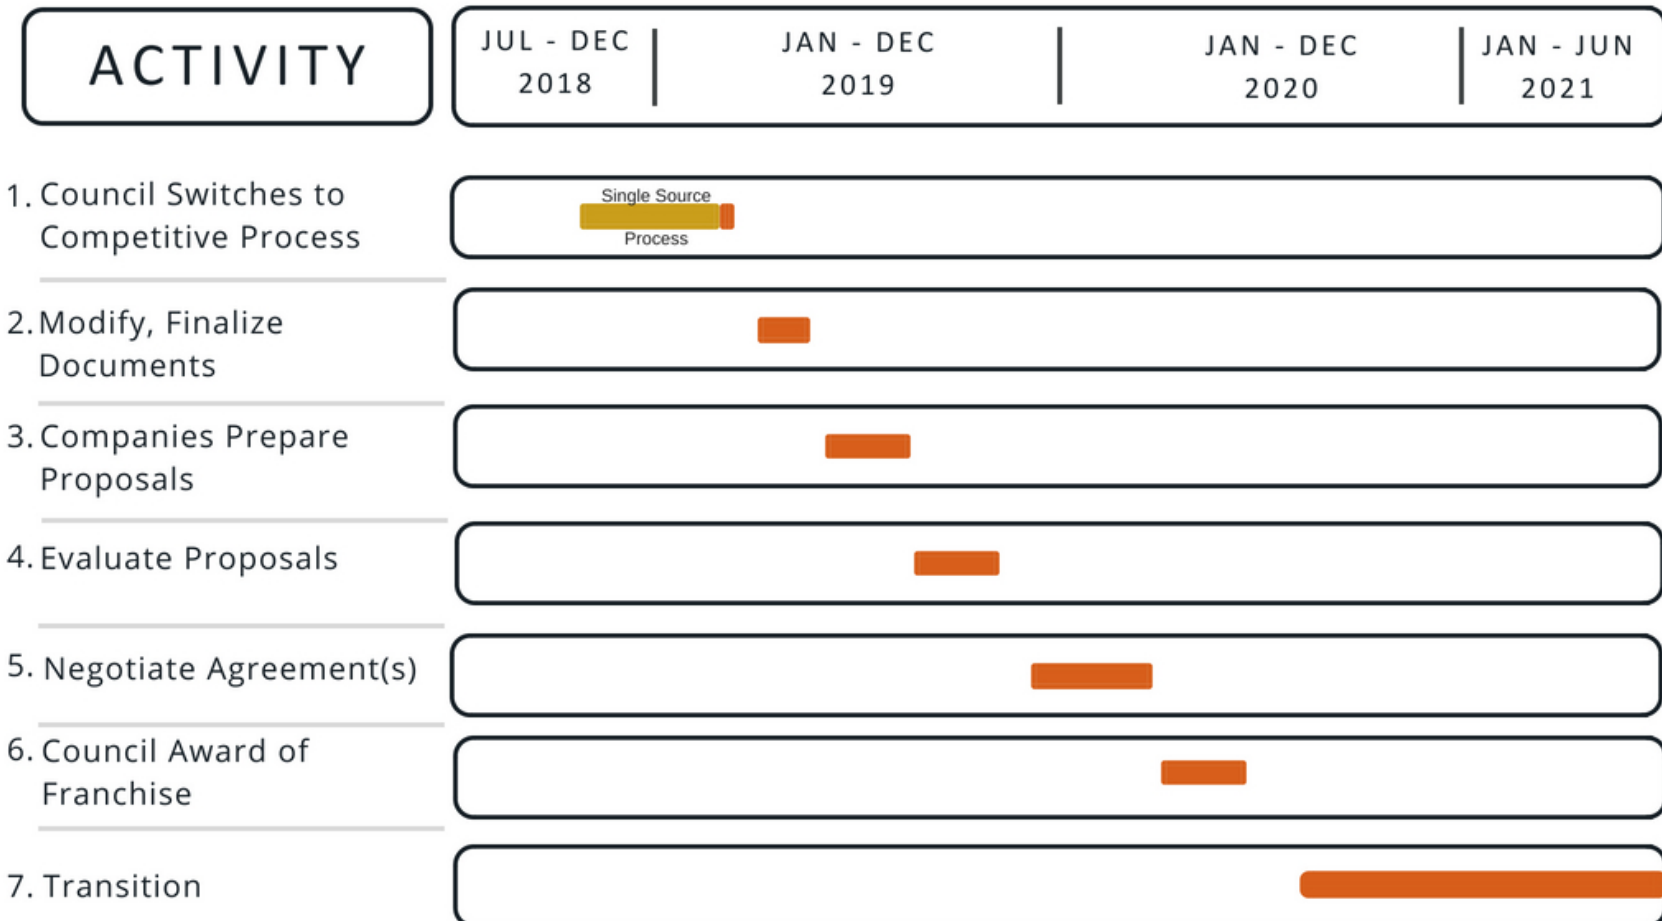 ACTIVITY
JUL - DEC
2018
JAN - DEC
2019
JAN - DEC
2020
JAN - JUN
2021
1. Council Switches to
Competitive Process
Single Source
Process
2. Modify, Finalize
Documents
3. Companies Prepare
Proposals
4. Evaluate Proposals
5. Negotiate Agreement(s)
6. Council Award of
Franchise
7. Transition